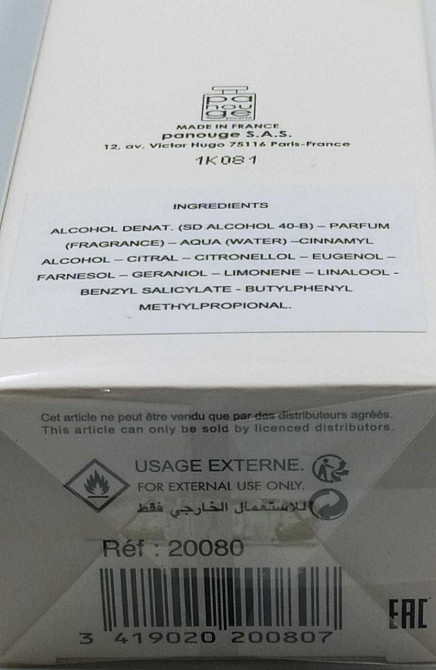 pa
nou
ge
MADE IN FRANCE
panouge S.A.S.
12, av. Victor Hugo 75116 Paris-France
1K081
INGREDIENTS
ALCOHOL DENAT. (SD ALCOHOL 40-B) – PARFUM
(FRAGRANCE) – AQUA (WATER) –CINNAMYL
ALCOHOL – CITRAL – CITRONELLOL – EUGENOL –
FARNESOL – GERANIOL – LIMONENE – LINALOOL -
BENZYL SALICYLATE - BUTYLPHENYL
METHYLPROPIONAL.
Cet article ne peut être vendu que par des distributeurs agréés.
This article can only be sold by licenced distributors.
USAGE EXTERNE.
FOR EXTERNAL USE ONLY.
للاستعمال الخارجي فقط
Réf : 20080
3 419020 200807
EAC